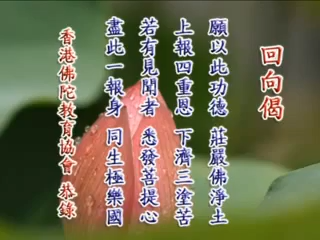 回向偈
願以此功德 莊嚴佛淨土
上報四重恩 下濟三塗苦
若有見聞者 悉發菩提心
盡此一報身 同生極樂國
香港佛陀教育協會 恭錄